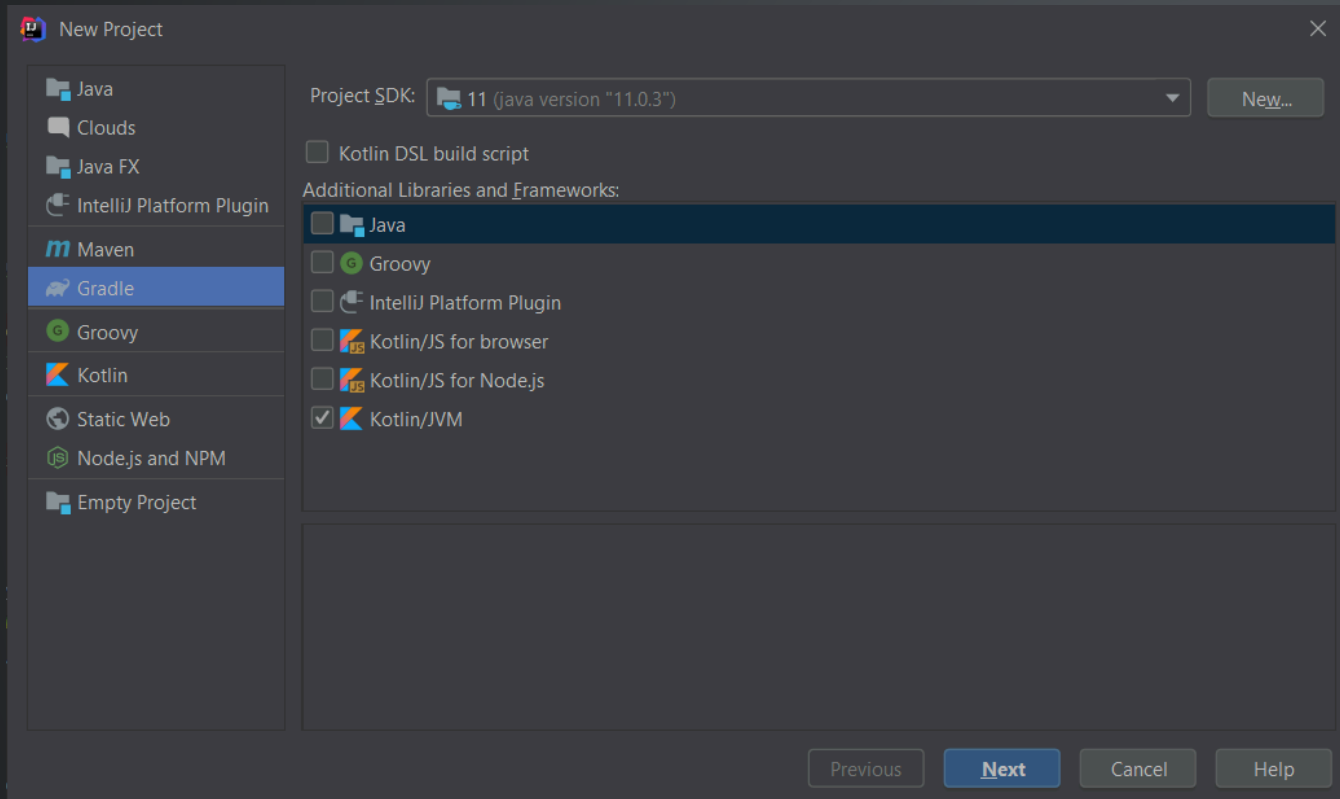 New Project
Java
Clouds
Java FX
IntelliJ Platform Plugin
Maven
Gradle
Groovy
Kotlin
Static Web
Node.js and NPM
Empty Project
Project SDK: 11 (java version "11.0.3") New...
Kotlin DSL build script
Additional Libraries and Frameworks:
Java
Groovy
IntelliJ Platform Plugin
Kotlin/JS for browser
Kotlin/JS for Node.js
Kotlin/JVM
Previous Next Cancel Help